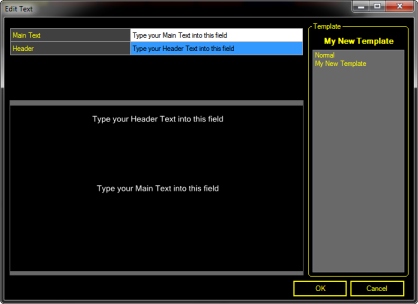 Edit Text
Main Text Type your Main Text into this field
Header Type your Header Text into this field
Type your Header Text into this field
Type your Main Text into this field
Template
My New Template
Normal
My New Template
OK Cancel